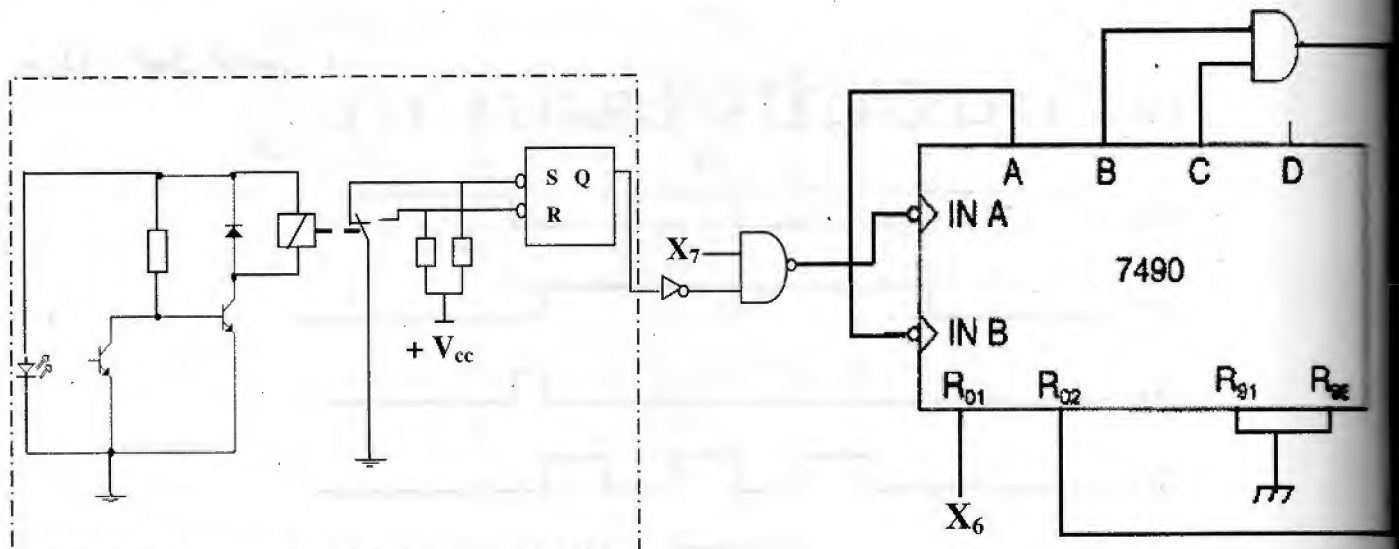 A B C D
S Q
R
IN A
X7
7490
IN B
+ Vcc
R01 R02 R91
X6